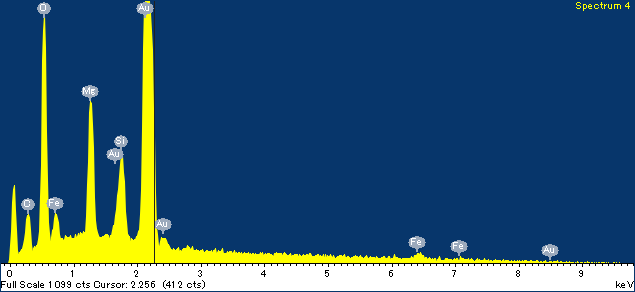 Spectrum 4
O Au
Mg
Si
Au
C Fe
Au
Fe Fe Au
0 1 2 3 4 5 6 7 8 9 keV
Full Scale 1099 cts Cursor: 2.256 (412 cts)